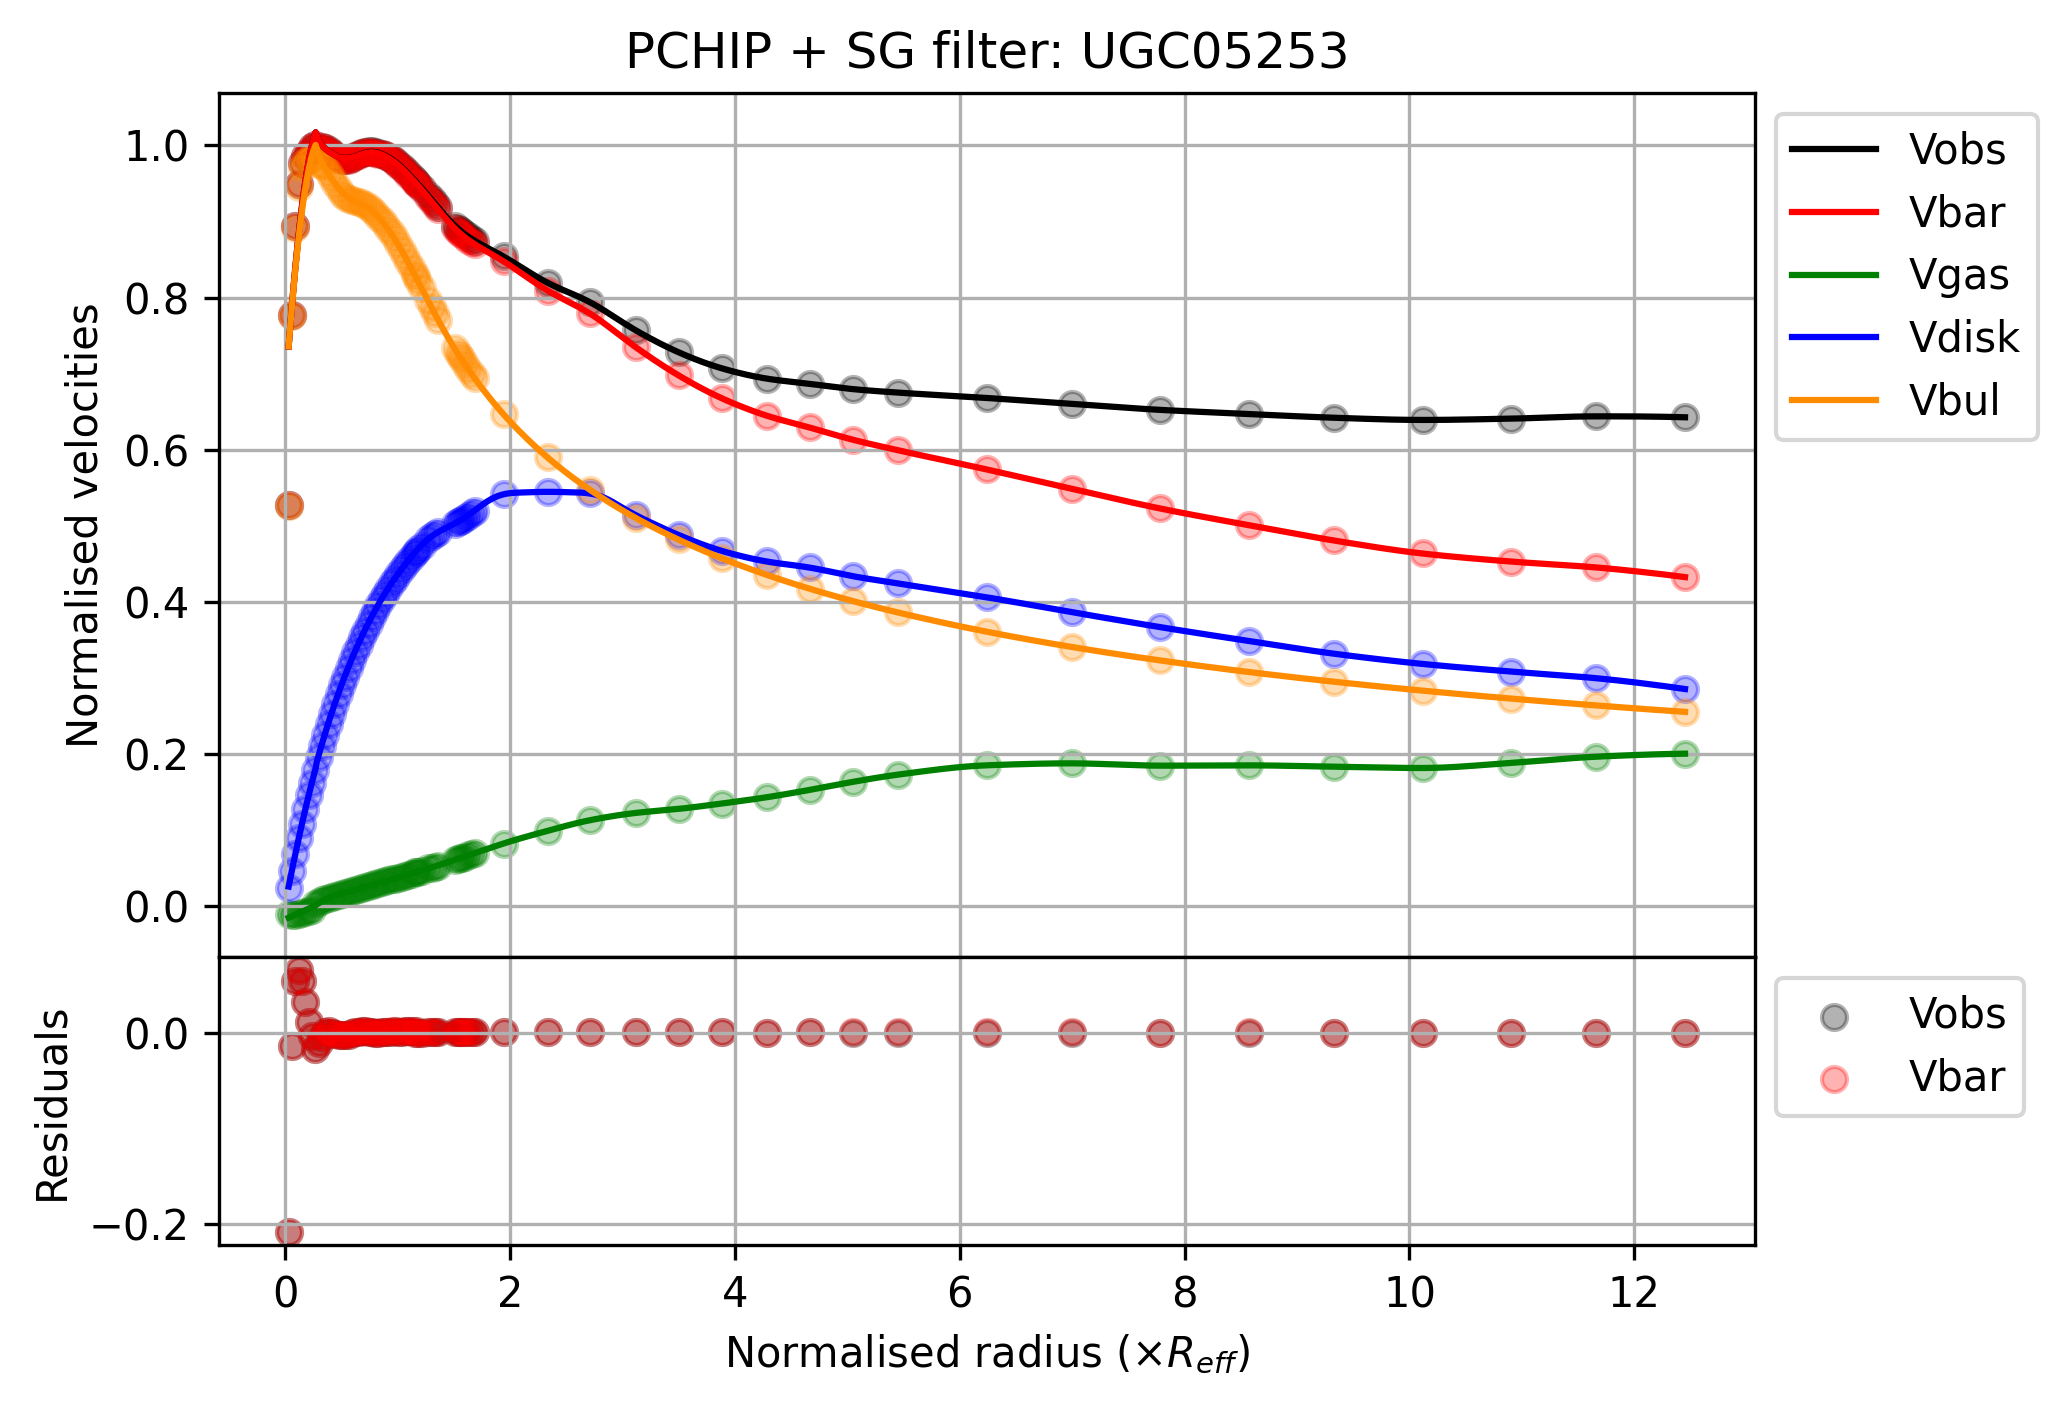 PCHIP + SG filter: UGC05253
1.0
0.8
0.6
0.4
0.2
0.0
Normalised velocities
Vobs
Vbar
Vgas
Vdisk
Vbul
0.0
−0.2
Residuals
Vobs
Vbar
0 2 4 6 8 10 12
Normalised radius (×R_eff)